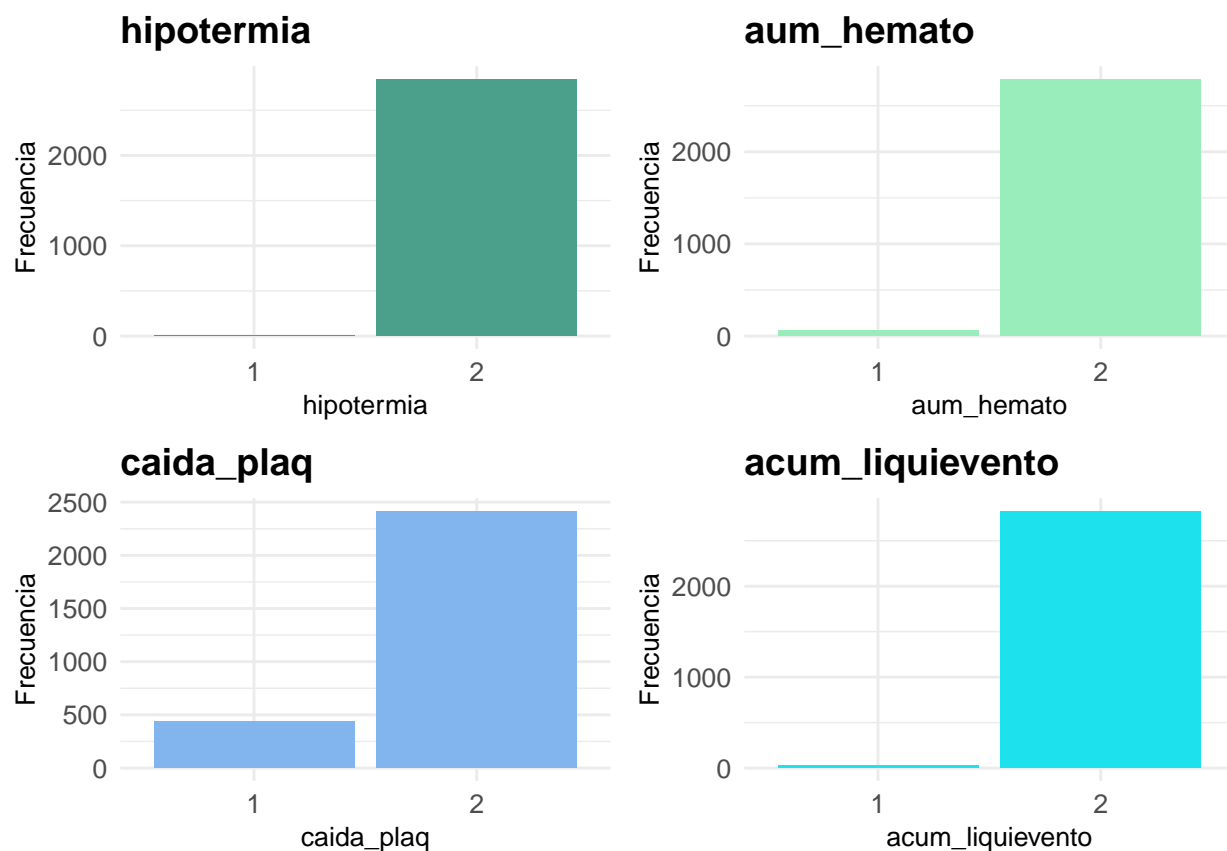 hipotermia
Frecuencia
2000
1000
0
1 2
hipotermia
aum_hemato
Frecuencia
2000
1000
0
1 2
aum_hemato
caida_plaq
Frecuencia
2500
2000
1500
1000
500
0
1 2
caida_plaq
acum_liquievento
Frecuencia
2000
1000
0
1 2
acum_liquievento